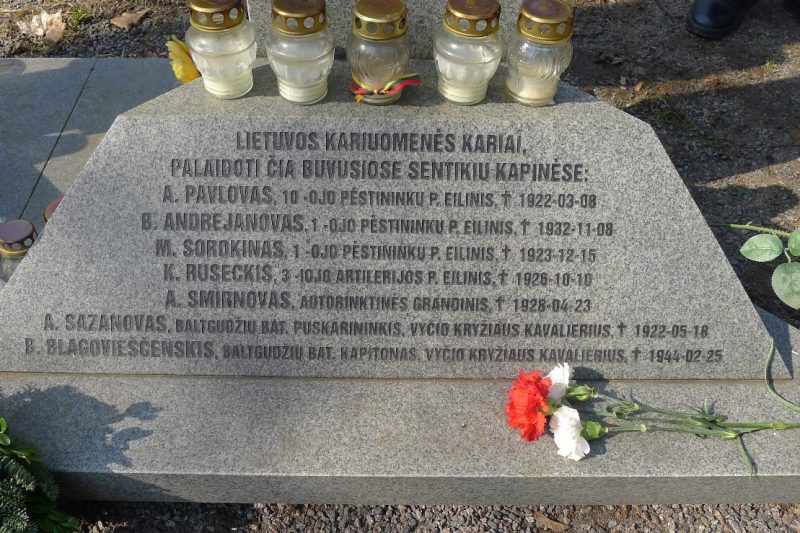 LIETUVOS KARIUOMENĖS KARIAI,
PALAIDOTI ČIA BUVUSIOSE SENTIKIŲ KAPINĖSE:
A. PAVLOVAS, 10 -OJO PĖSTININKŲ P. EILINIS, † 1922-03-08
B. ANDREJANOVAS, 1 -OJO PĖSTININKŲ P. EILINIS, † 1932-11-08
M. SOROKINAS, 1 -OJO PĖSTININKŲ P. EILINIS, † 1923-12-15
K. RUSECKIS, 3 -IOJO ARTILERIJOS P. EILINIS, † 1926-10-10
A. SMIRNOVAS, AUTORINKTINĖS GRANDINIS, † 1928-04-23
A. SAZANOVAS, BALTGUDŽIŲ BAT. PUSKARININKIS, VYČIO KRYŽIAUS KAVALIERIUS, † 1922-05-18
B. BLAGOVIEŠČENSKIS, BALTGUDŽIŲ BAT. KAPITONAS, VYČIO KRYŽIAUS KAVALIERIUS, † 1944-02-25